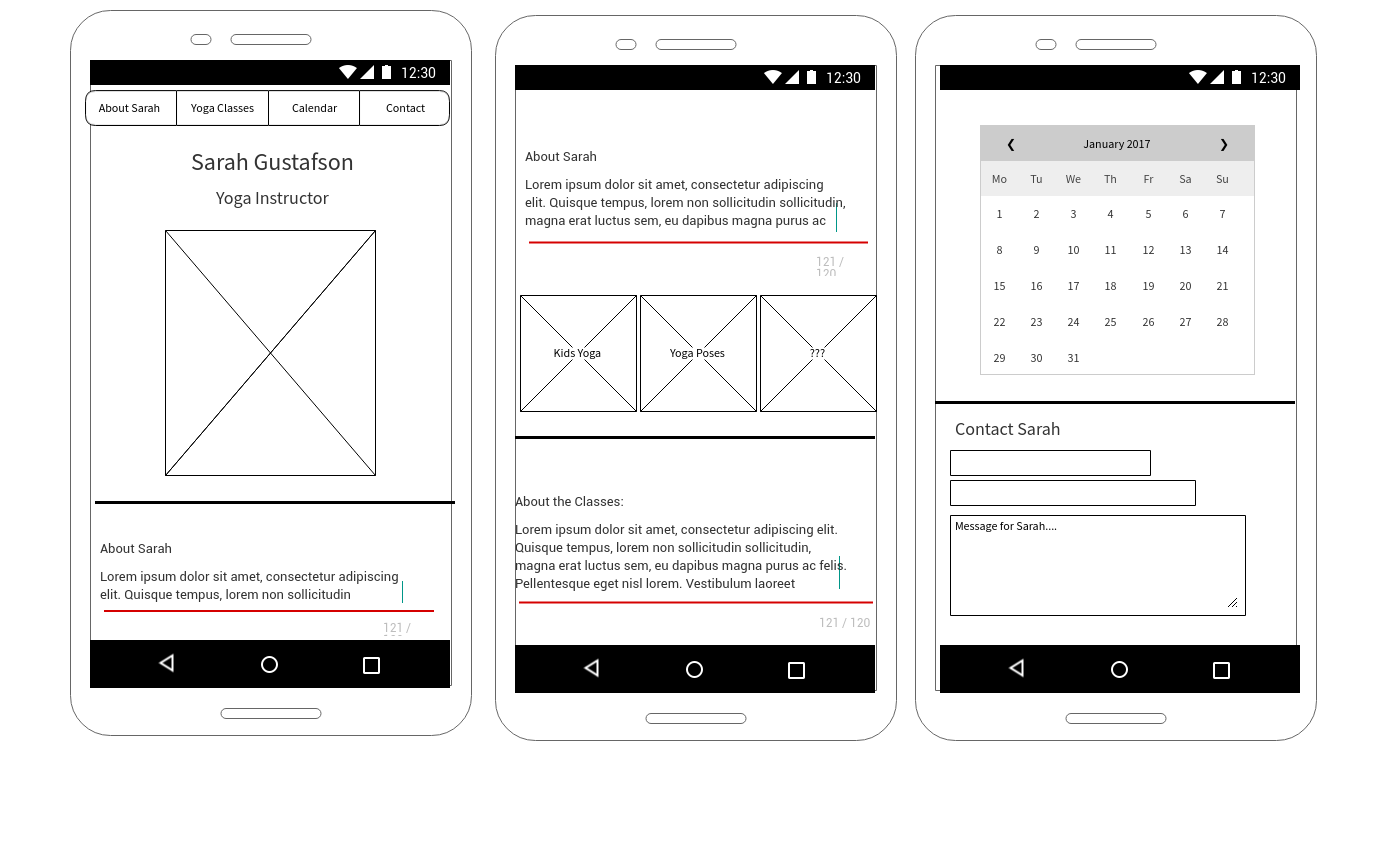 12:30
About Sarah
Yoga Classes
Calendar
Contact
Sarah Gustafson
Yoga Instructor
About Sarah
Lorem ipsum dolor sit amet, consectetur adipiscing
elit. Quisque tempus, lorem non sollicitudin
121 /
12:30
About Sarah
Lorem ipsum dolor sit amet, consectetur adipiscing
elit. Quisque tempus, lorem non sollicitudin sollicitudin,
magna erat luctus sem, eu dapibus magna purus ac
121 /
120
Kids Yoga
Yoga Poses
???
About the Classes:
Lorem ipsum dolor sit amet, consectetur adipiscing elit.
Quisque tempus, lorem non sollicitudin sollicitudin,
magna erat luctus sem, eu dapibus magna purus ac felis.
Pellentesque eget nisl lorem. Vestibulum laoreet
121 / 120
12:30
❮ January 2017 ❯
Mo Tu We Th Fr Sa Su
1 2 3 4 5 6 7
8 9 10 11 12 13 14
15 16 17 18 19 20 21
22 23 24 25 26 27 28
29 30 31
Contact Sarah
Message for Sarah....